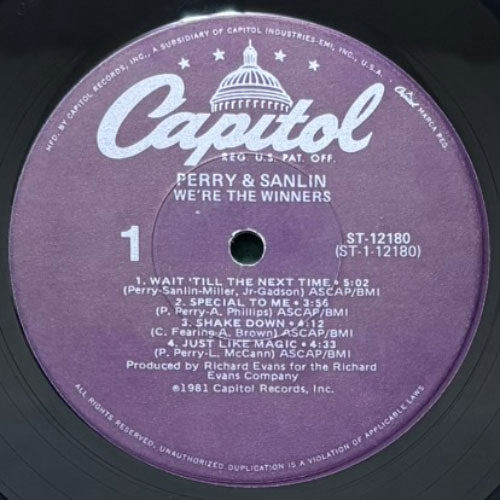 MFD. BY CAPITOL RECORDS, INC., A SUBSIDIARY OF CAPITOL INDUSTRIES-EMI, INC., U.S.A.
Capitol MARCA REG.
Capitol
REG. U.S. PAT. OFF.
PERRY & SANLIN
WE'RE THE WINNERS
1
ST-12180
(ST-1-12180)
1. WAIT 'TILL THE NEXT TIME • 5:02
(Perry-Sanlin-Miller, Jr-Gadson) ASCAP/BMI
2. SPECIAL TO ME • 3:56
(P. Perry-A. Phillips) ASCAP/BMI
3. SHAKE DOWN • 4:12
(C. Fearing-A. Brown) ASCAP/BMI
4. JUST LIKE MAGIC • 4:33
(P. Perry-L. McCann) ASCAP/BMI
Produced by Richard Evans for the Richard
Evans Company
℗1981 Capitol Records, Inc.
ALL RIGHTS RESERVED. UNAUTHORIZED DUPLICATION IS A VIOLATION OF APPLICABLE LAWS